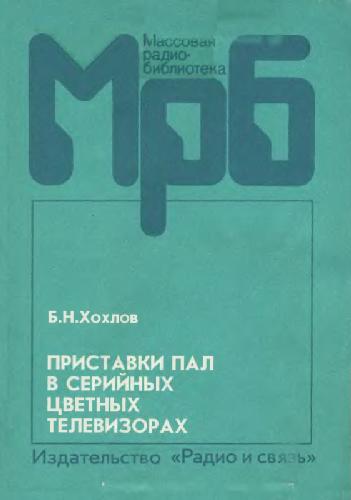 Массовая
радио-
библиотека
Мрб
Б.Н.Хохлов
ПРИСТАВКИ ПАЛ
В СЕРИЙНЫХ
ЦВЕТНЫХ
ТЕЛЕВИЗОРАХ
Издательство «Радио и связь»